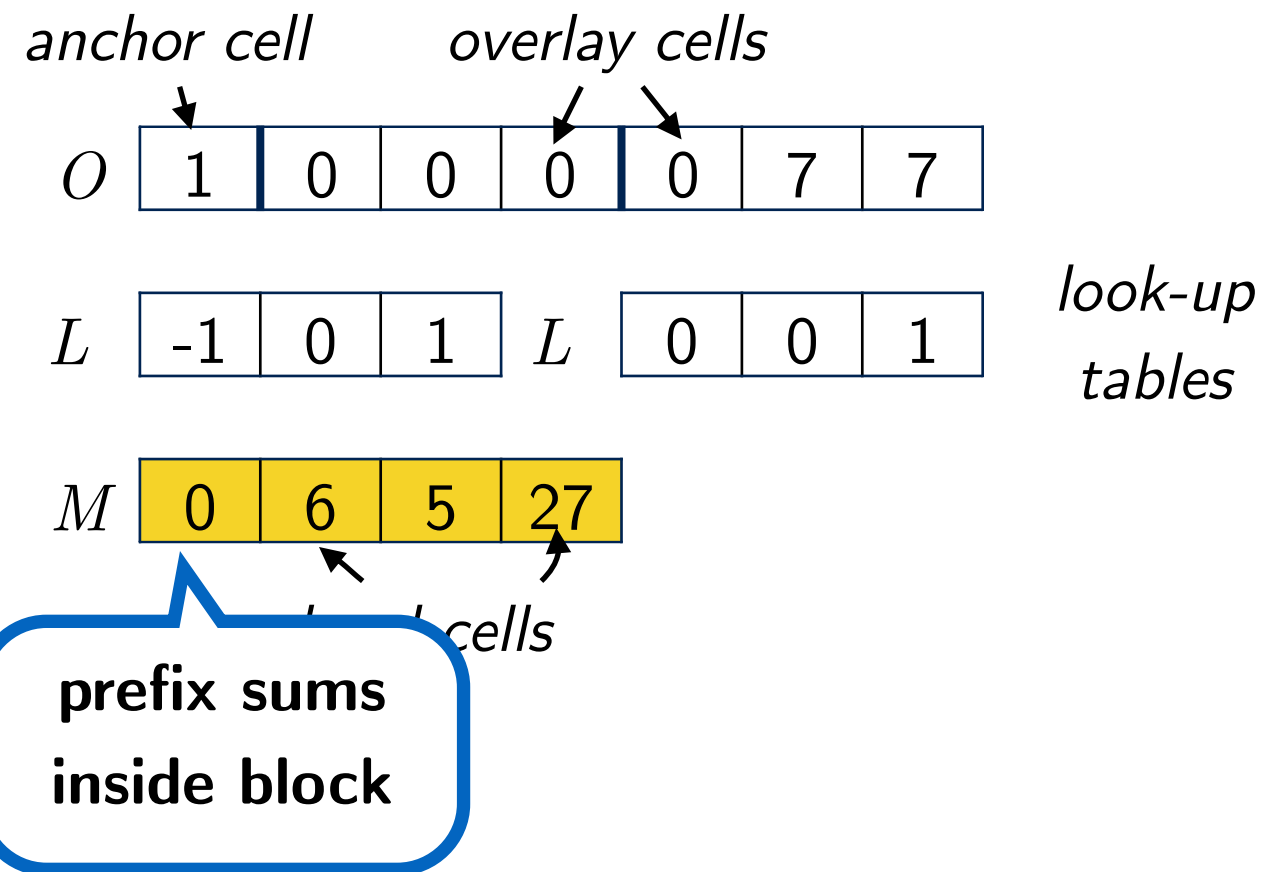 anchor cell overlay cells
O 1 0 0 0 0 7 7
look-up
L -1 0 1 L 0 0 1
tables
M 0 6 5 27
cells
prefix sums
inside block